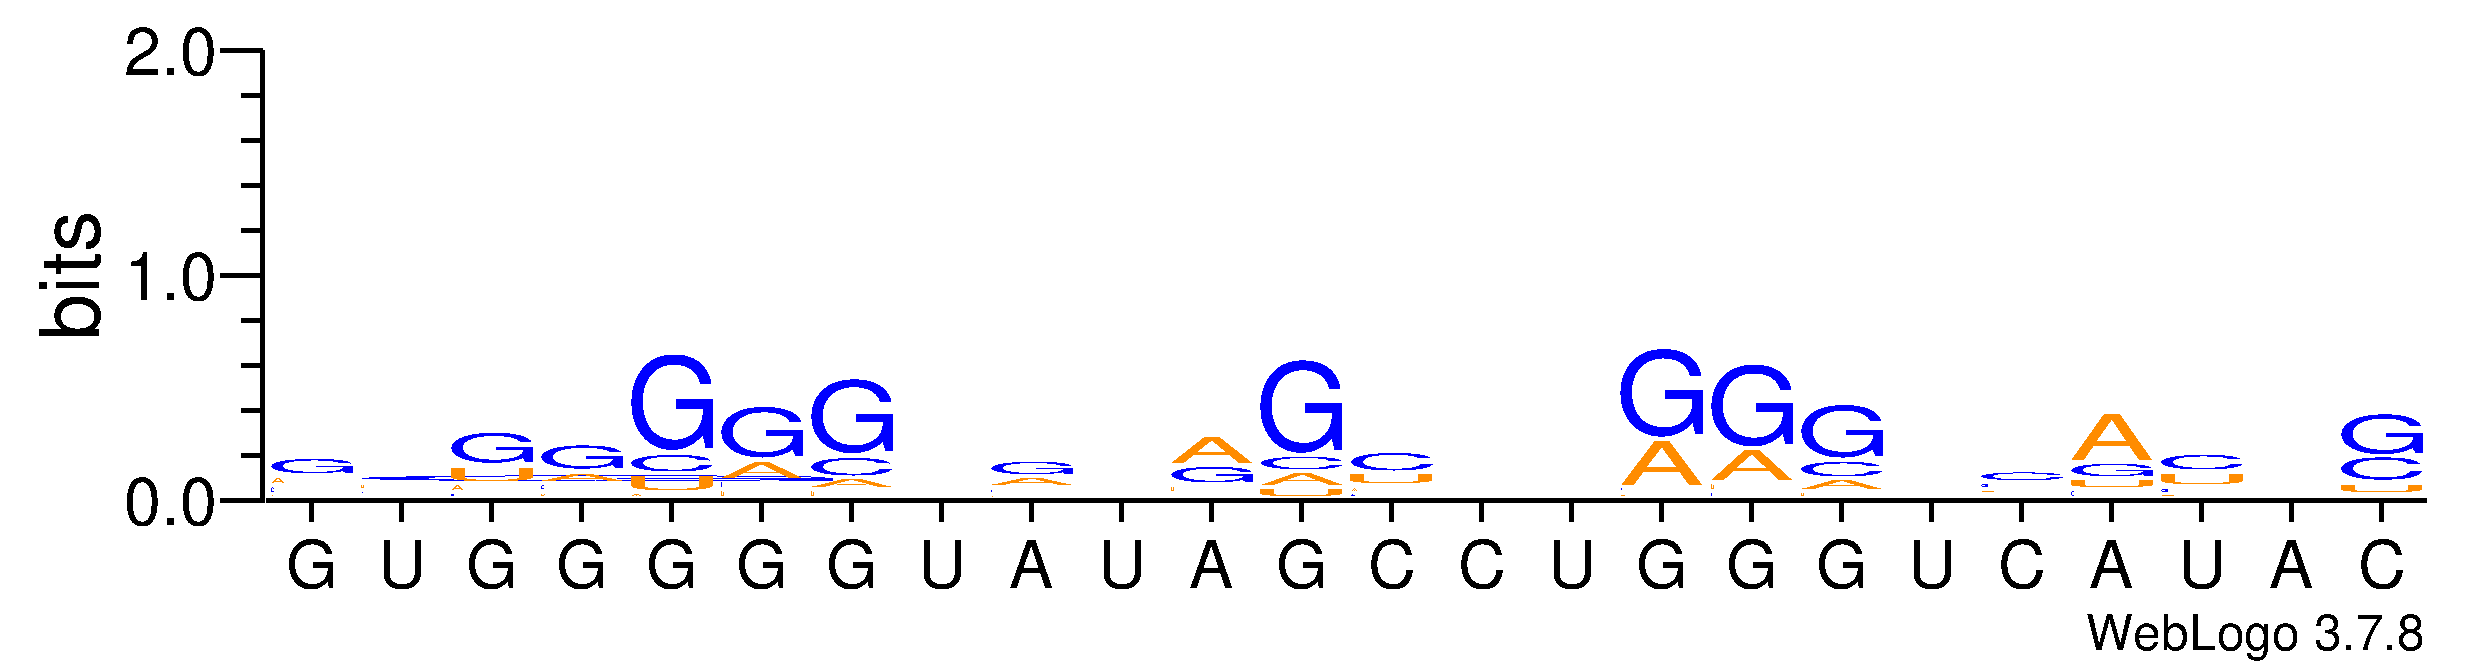 2.0
1.0
0.0
bits
G U G G G G G U A U A G C C U G G G U C A U A C
WebLogo 3.7.8